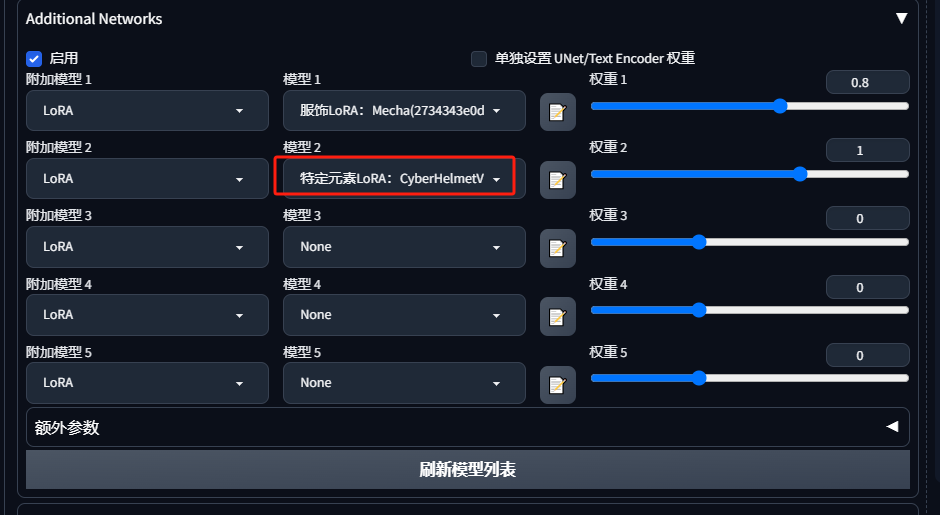 Additional Networks
启用
单独设置 UNet/Text Encoder 权重
附加模型 1
模型 1
权重 1
0.8
LoRA
服饰LoRA：Mecha(2734343e0d
附加模型 2
模型 2
权重 2
1
LoRA
特定元素LoRA：CyberHelmetV
附加模型 3
模型 3
权重 3
0
LoRA
None
附加模型 4
模型 4
权重 4
0
LoRA
None
附加模型 5
模型 5
权重 5
0
LoRA
None
额外参数
刷新模型列表